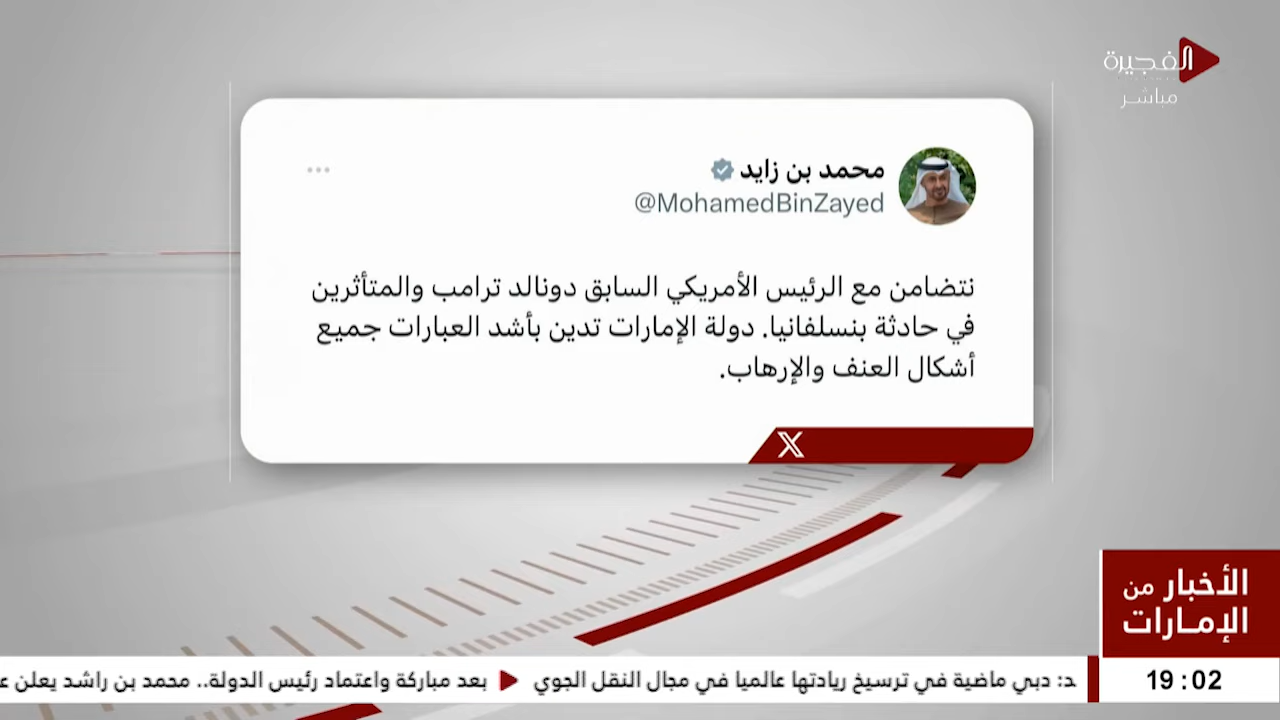 الفجيرة
مباشر
محمد بن زايد
@MohamedBinZayed
نتضامن مع الرئيس الأمريكي السابق دونالد ترامب والمتأثرين
في حادثة بنسلفانيا. دولة الإمارات تدين بأشد العبارات جميع
أشكال العنف والإرهاب.
الأخبار من
الإمارات
19:02
د: دبي ماضية في ترسيخ ريادتها عالميا في مجال النقل الجوي
بعد مباركة واعتماد رئيس الدولة.. محمد بن راشد يعلن